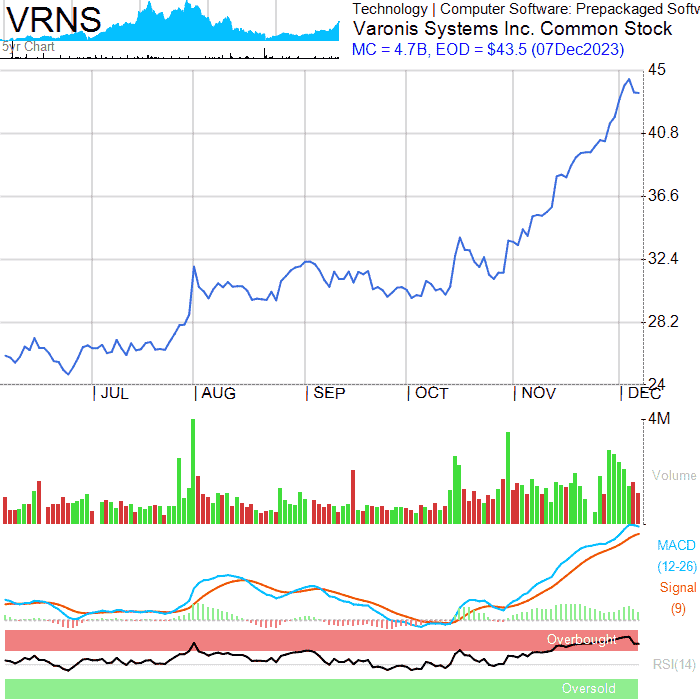 VRNS
5yr Chart
Technology | Computer Software: Prepackaged Softw
Varonis Systems Inc. Common Stock
MC = 4.7B, EOD = $43.5 (07Dec2023)
45
40.8
36.6
32.4
28.2
24
JUL AUG SEP OCT NOV DEC
4M
Volume
MACD
(12-26)
Signal
(9)
Overbought
RSI(14)
Oversold